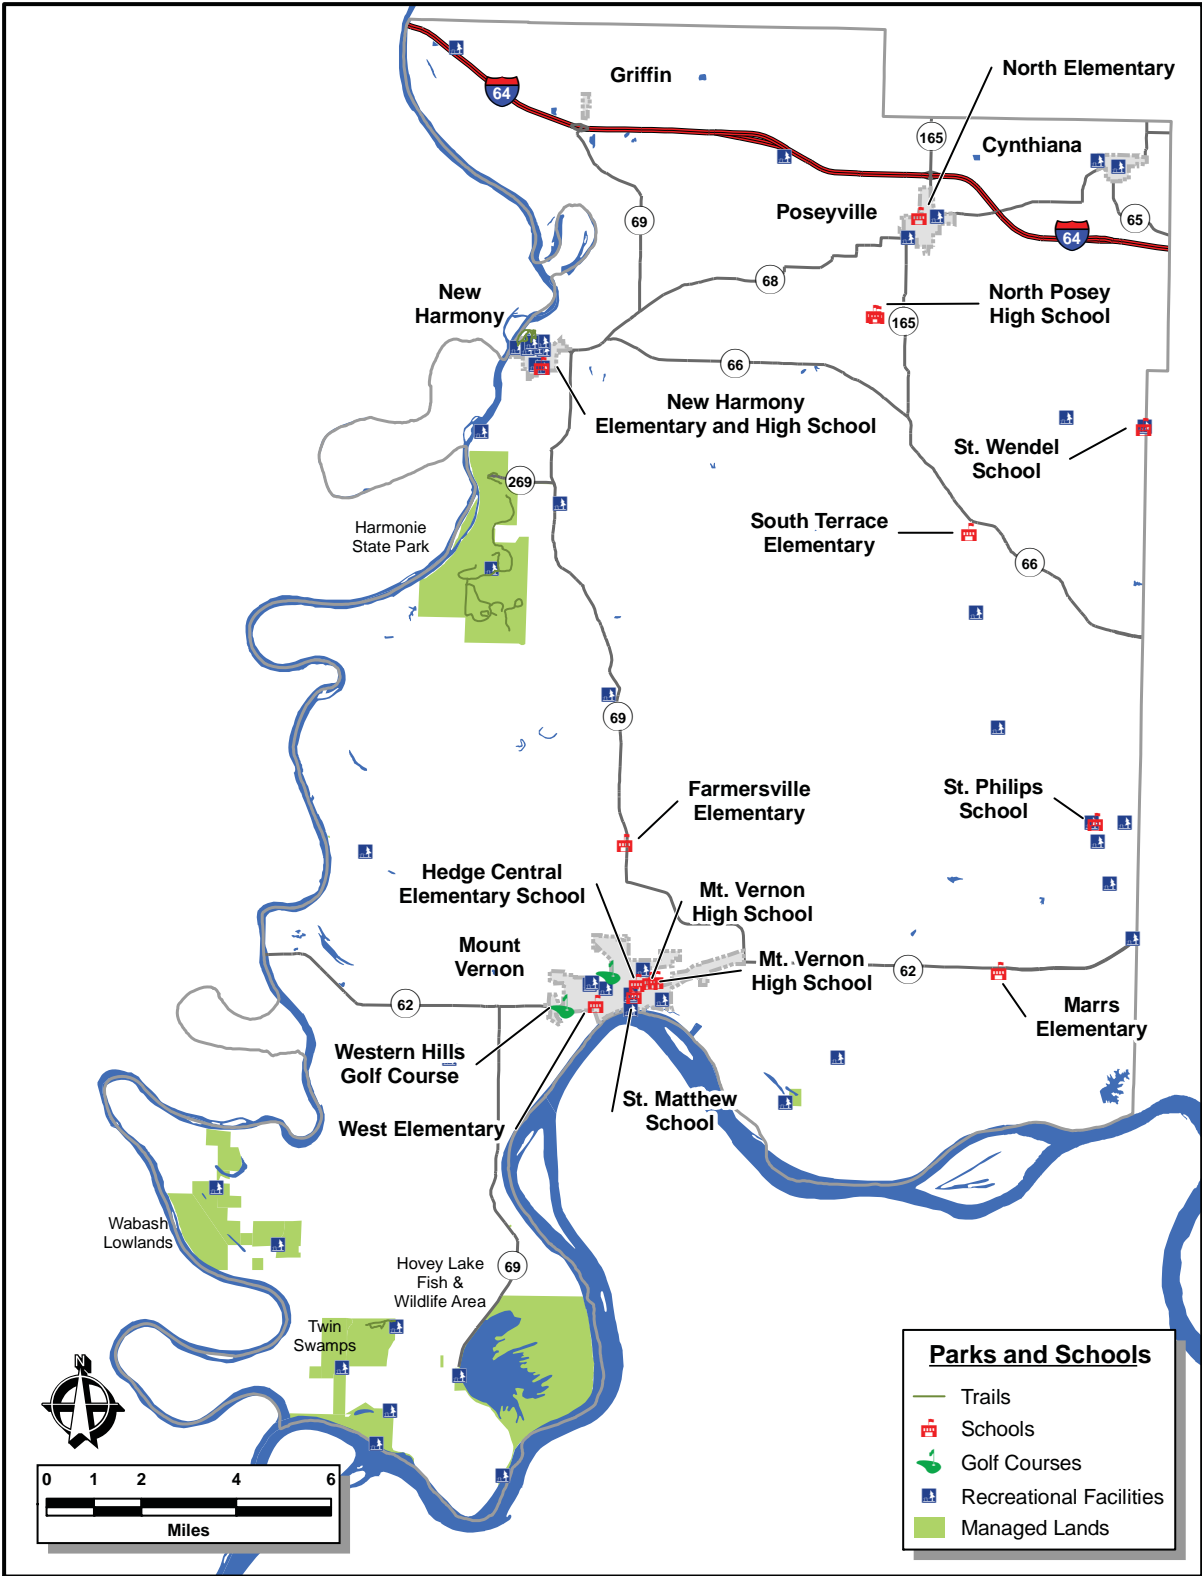 Griffin
North Elementary
64
165
Cynthiana
Poseyville
69
65
64
68
New
Harmony
North Posey
High School
165
66
New Harmony
Elementary and High School
St. Wendel
School
269
Harmonie
State Park
South Terrace
Elementary
66
69
Farmersville
Elementary
St. Philips
School
Hedge Central
Elementary School
Mt. Vernon
High School
Mount
Vernon
Mt. Vernon
High School
62
62
Marrs
Elementary
Western Hills
Golf Course
St. Matthew
School
West Elementary
Wabash
Lowlands
69
Hovey Lake
Fish &
Wildlife Area
Twin
Swamps
N
0 1 2 4 6
Miles
Parks and Schools
Trails
Schools
Golf Courses
Recreational Facilities
Managed Lands